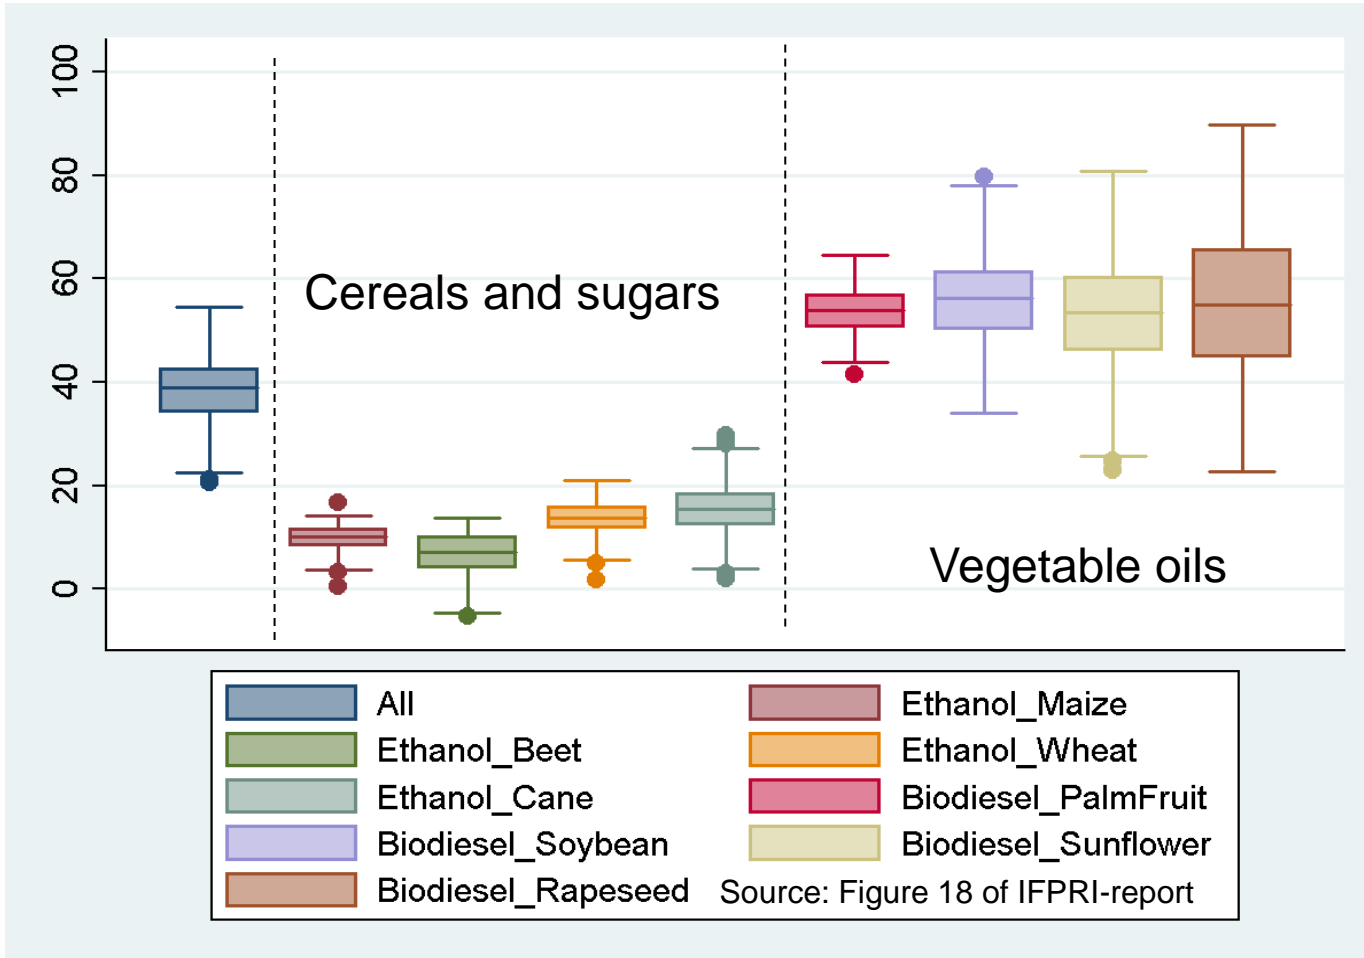 100
80
60
40
20
0
Cereals and sugars
Vegetable oils
All
Ethanol_Maize
Ethanol_Beet
Ethanol_Wheat
Ethanol_Cane
Biodiesel_PalmFruit
Biodiesel_Soybean
Biodiesel_Sunflower
Biodiesel_Rapeseed
Source: Figure 18 of IFPRI-report